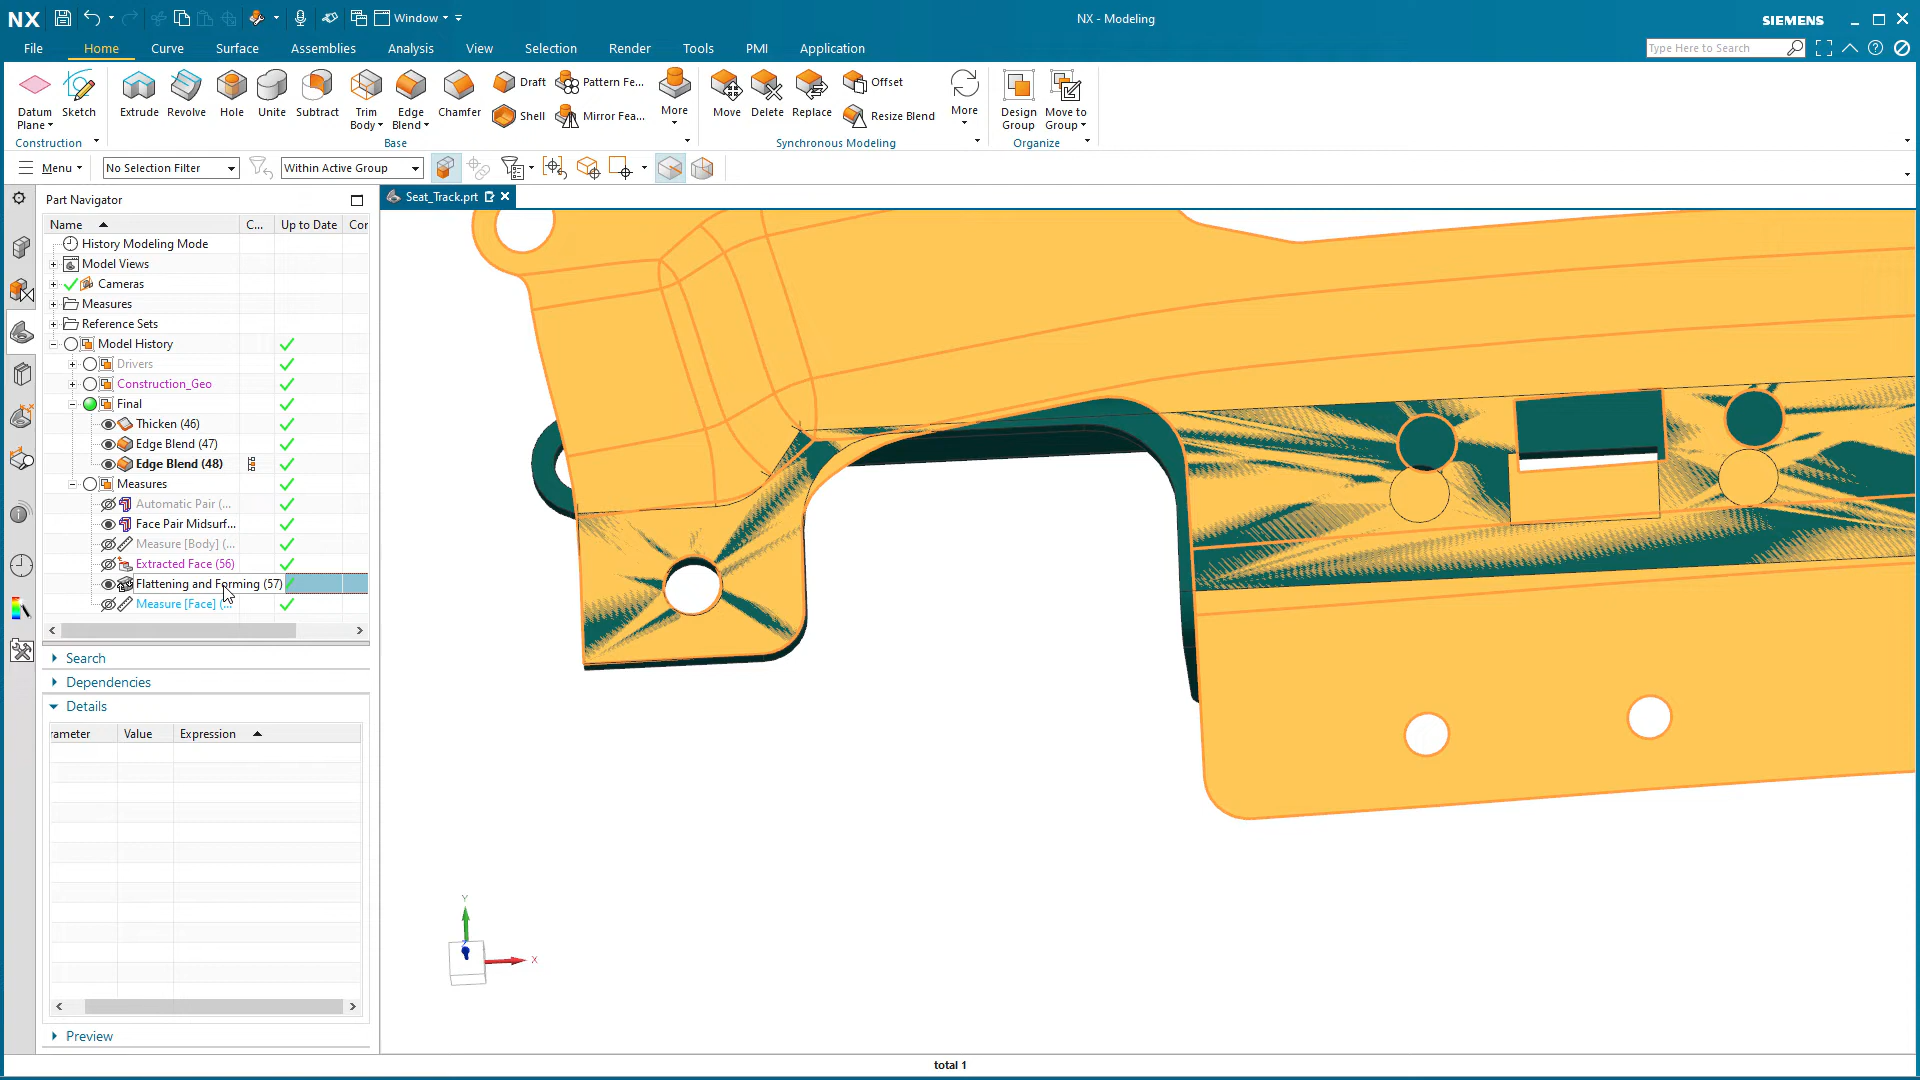 NX
Window
NX - Modeling
SIEMENS
File Home Curve Surface Assemblies Analysis View Selection Render Tools PMI Application
Type Here to Search
Datum Plane
Sketch
Extrude
Revolve
Hole
Unite
Subtract
Trim Body
Edge Blend
Chamfer
Draft
Shell
Pattern Fe...
Mirror Fea...
More
Move
Delete
Replace
Offset
Resize Blend
More
Design Group
Move to Group
Construction
Base
Synchronous Modeling
Organize
Menu
No Selection Filter
Within Active Group
Part Navigator
Seat_Track.prt
Name C... Up to Date Cor
History Modeling Mode
Model Views
Cameras
Measures
Reference Sets
Model History
Drivers
Construction_Geo
Final
Thicken (46)
Edge Blend (47)
Edge Blend (48)
Measures
Automatic Pair (...
Face Pair Midsurf...
Measure [Body] (...
Extracted Face (56)
Flattening and Forming (57)
Measure [Face] (...
Search
Dependencies
Details
rameter Value Expression
Preview
Y
X
total 1